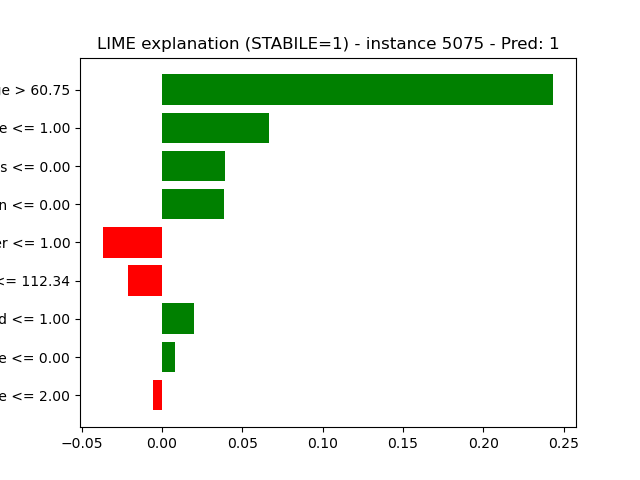 LIME explanation (STABILE=1) - instance 5075 - Pred: 1
e > 60.75
e <= 1.00
s <= 0.00
n <= 0.00
er <= 1.00
<= 112.34
d <= 1.00
e <= 0.00
e <= 2.00
−0.05 0.00 0.05 0.10 0.15 0.20 0.25